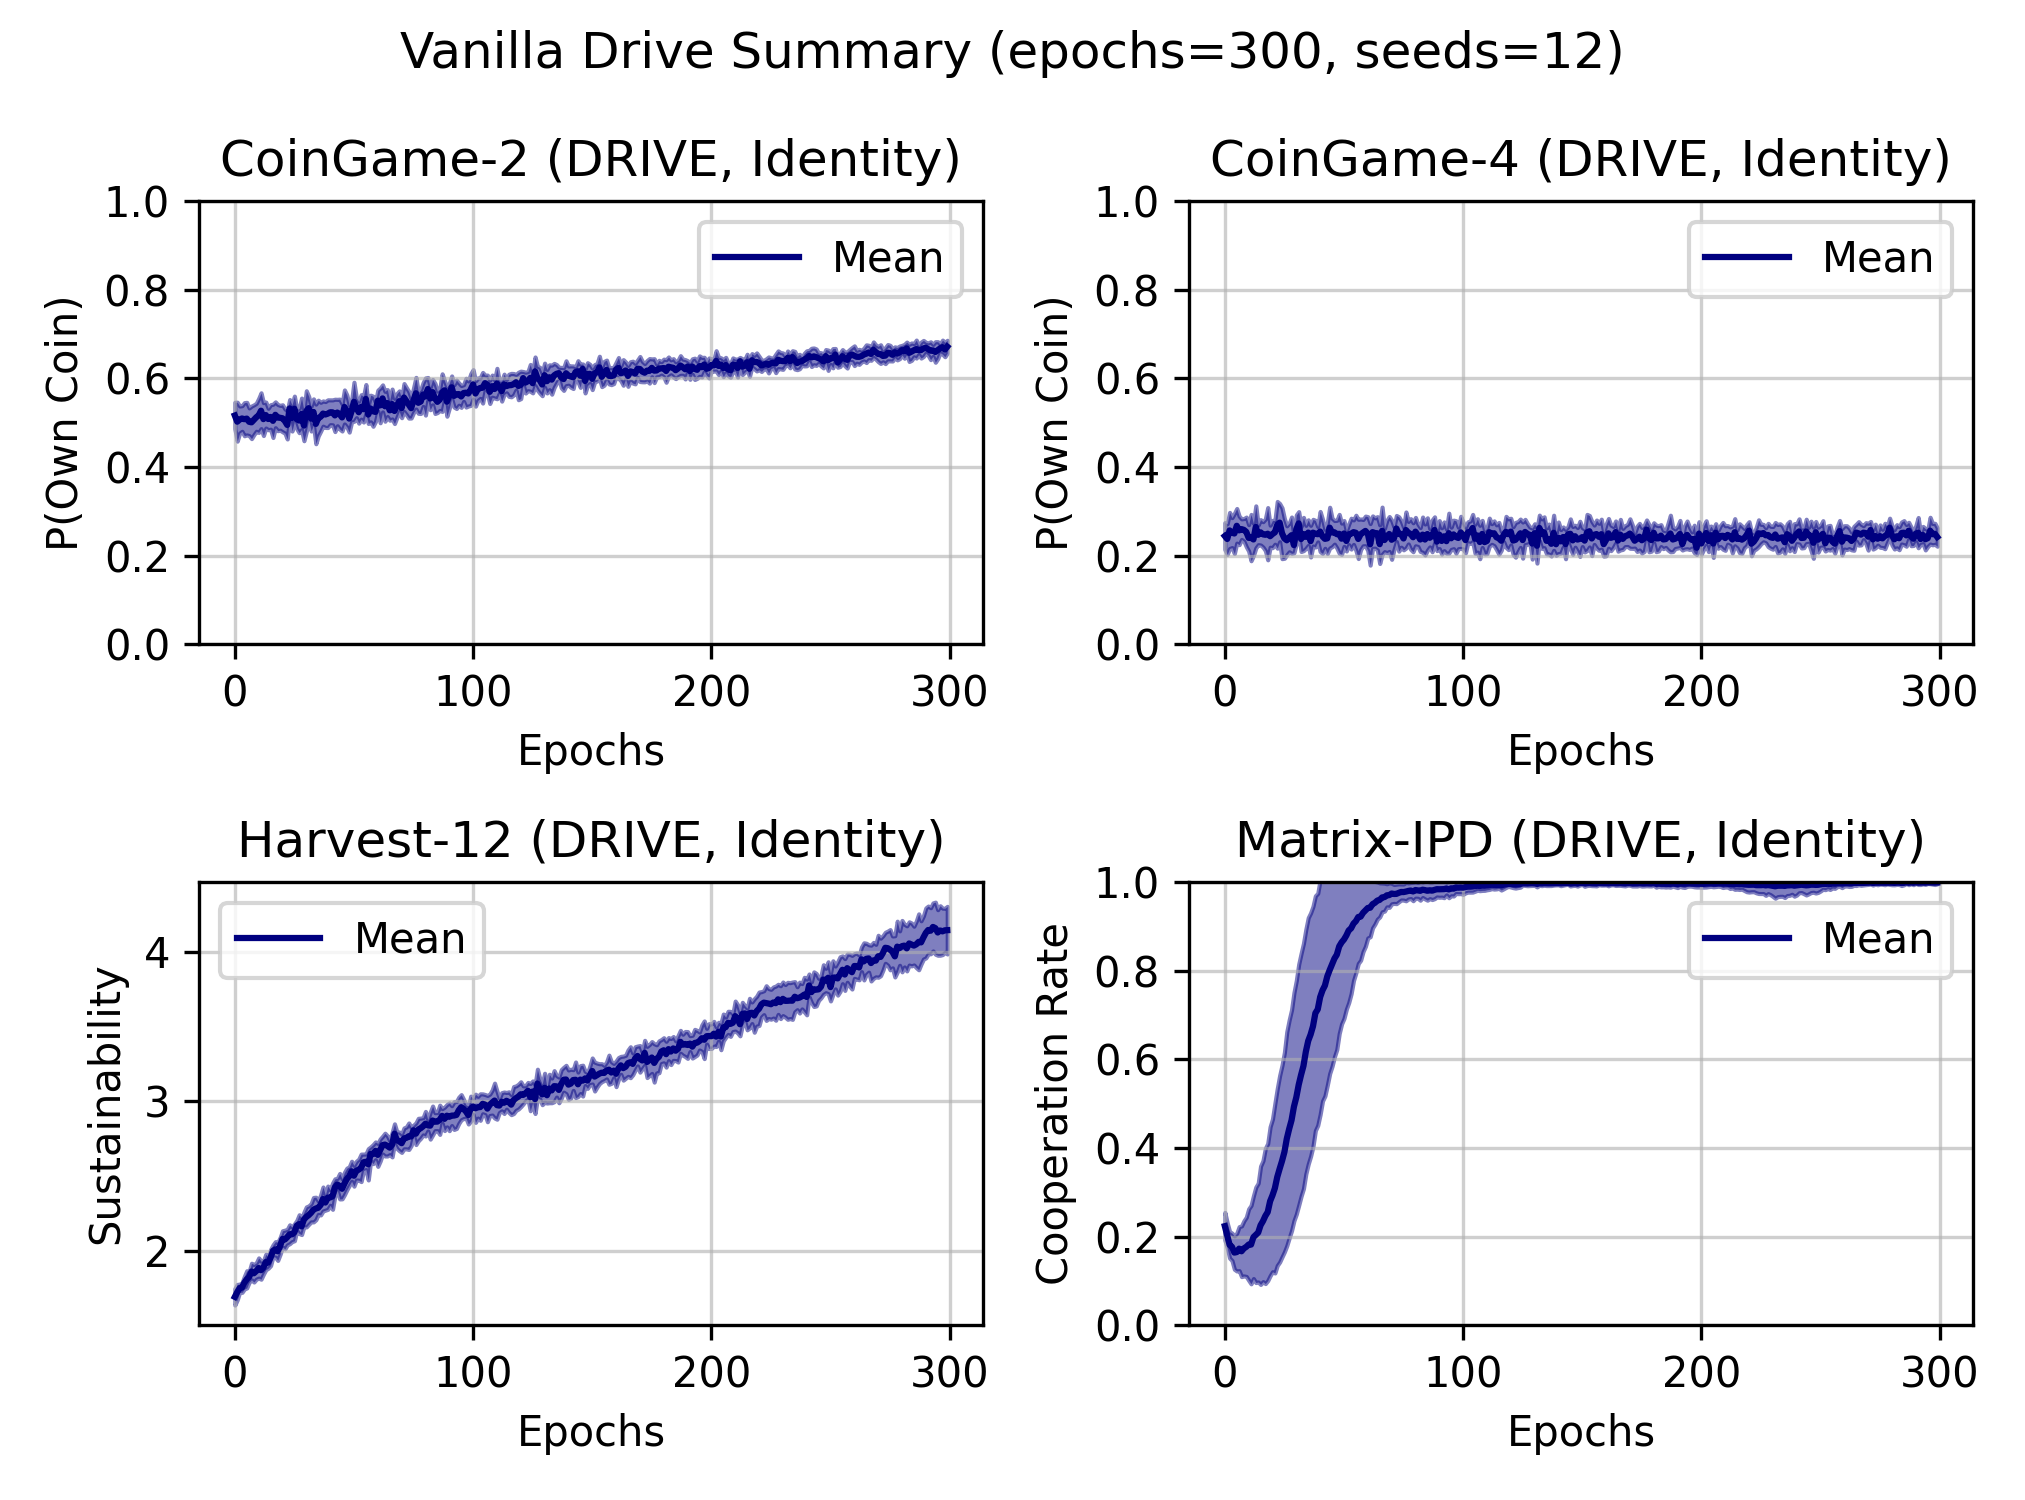 Vanilla Drive Summary (epochs=300, seeds=12)
CoinGame-2 (DRIVE, Identity)
1.0
0.8
0.6
0.4
0.2
0.0
P(Own Coin)
Mean
0 100 200 300
Epochs
CoinGame-4 (DRIVE, Identity)
1.0
0.8
0.6
0.4
0.2
0.0
P(Own Coin)
Mean
0 100 200 300
Epochs
Harvest-12 (DRIVE, Identity)
4
3
2
Sustainability
Mean
0 100 200 300
Epochs
Matrix-IPD (DRIVE, Identity)
1.0
0.8
0.6
0.4
0.2
0.0
Cooperation Rate
Mean
0 100 200 300
Epochs